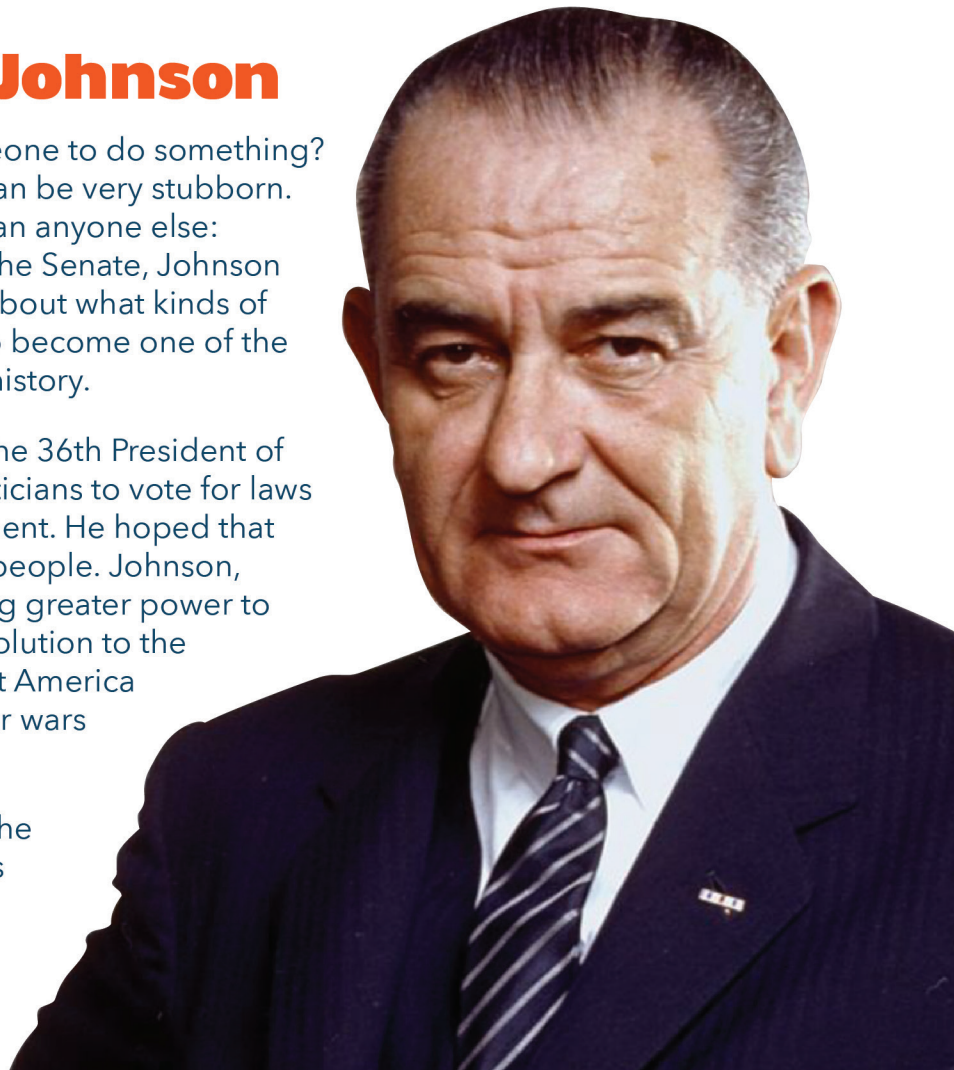 Johnson
eone to do something?
an be very stubborn.
an anyone else:
he Senate, Johnson
bout what kinds of
o become one of the
history.
he 36th President of
ticians to vote for laws
ent. He hoped that
people. Johnson,
g greater power to
olution to the
t America
r wars
he
s